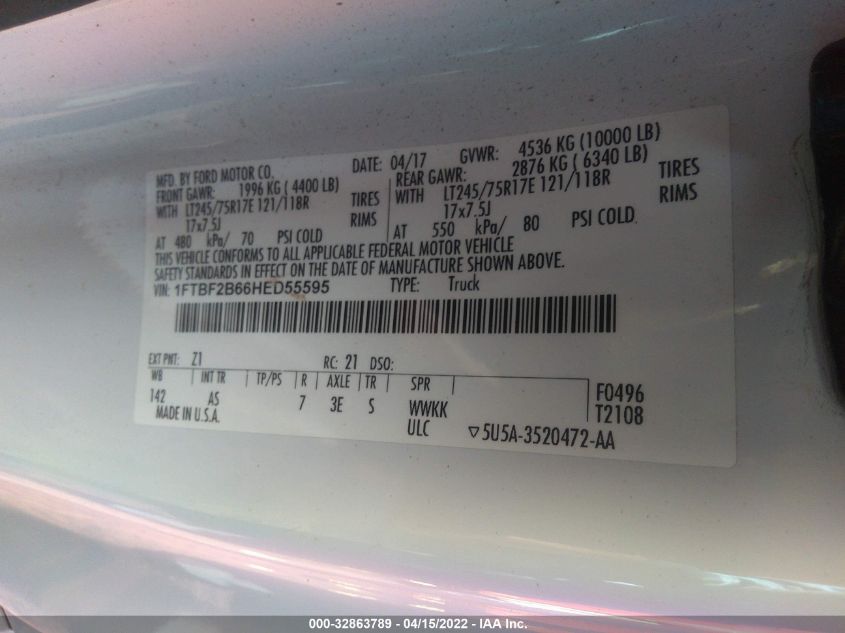 MFD. BY FORD MOTOR CO. DATE: 04/17 GVWR: 4536 KG (10000 LB)
FRONT GAWR: 1996 KG ( 4400 LB) REAR GAWR: 2876 KG ( 6340 LB)
WITH LT245/75R17E 121/118R TIRES WITH LT245/75R17E 121/118R TIRES
17x7.5J RIMS 17x7.5J RIMS
AT 480 kPa/ 70 PSI COLD AT 550 kPa/ 80 PSI COLD
THIS VEHICLE CONFORMS TO ALL APPLICABLE FEDERAL MOTOR VEHICLE
SAFETY STANDARDS IN EFFECT ON THE DATE OF MANUFACTURE SHOWN ABOVE.
VIN: 1FTBF2B66HED55595 TYPE: Truck
EXT PNT: Z1 RC: 21 DSO:
WB INT TR TP/PS R AXLE TR SPR F0496
142 AS 7 3E S WWKK T2108
MADE IN U.S.A. ULC ▽5U5A-3520472-AA
000-32863789 - 04/15/2022 - IAA Inc.